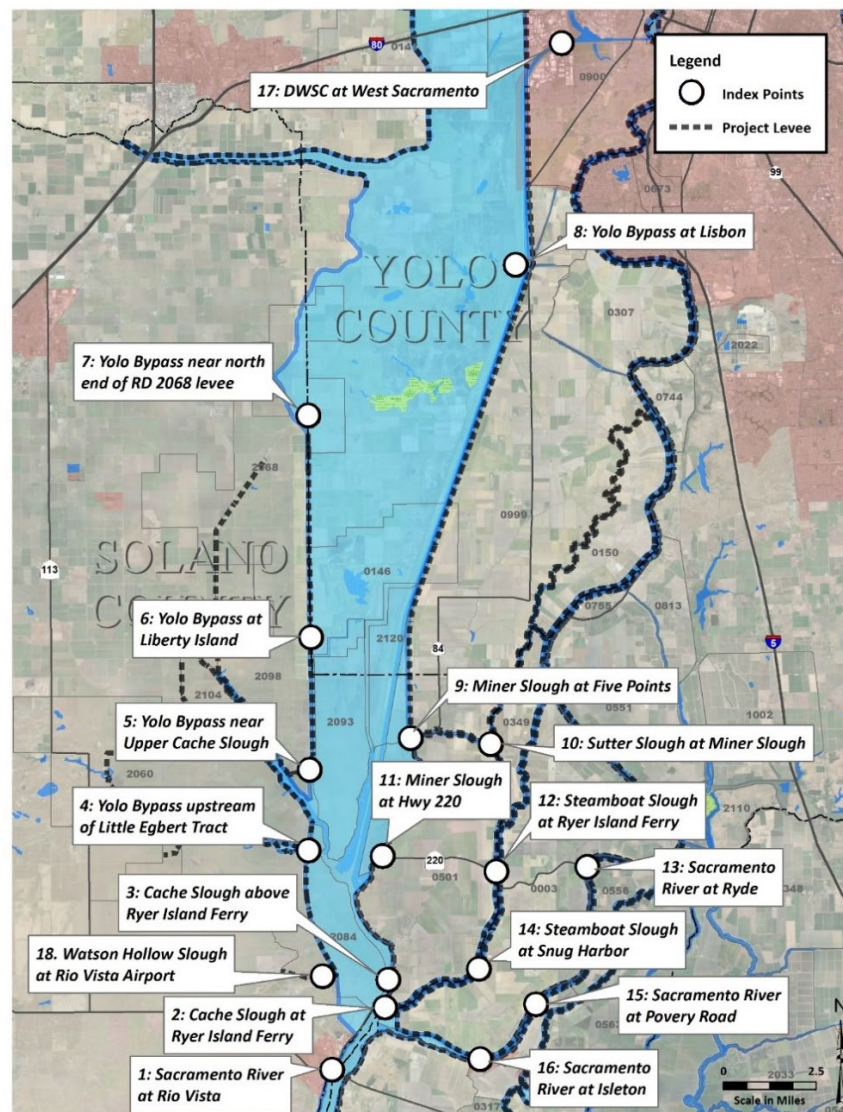 80
014
17: DWSC at West Sacramento
0900
Legend
Index Points
Project Levee
99
0673
8: Yolo Bypass at Lisbon
YOLO
COUNTY
0307
2022
7: Yolo Bypass near north
end of RD 2068 levee
0744
2068
0999
SOLANO
COUNTY
113
0150
0146
0755
0813
6: Yolo Bypass at
Liberty Island
2120
84
5
2098
9: Miner Slough at Five Points
2104
0551
1002
5: Yolo Bypass near
Upper Cache Slough
2093
0349
10: Sutter Slough at Miner Slough
2060
11: Miner Slough
at Hwy 220
12: Steamboat Slough
at Ryer Island Ferry
2110
4: Yolo Bypass upstream
of Little Egbert Tract
220
0501
0003
13: Sacramento
River at Ryde
0556
348
3: Cache Slough above
Ryer Island Ferry
2084
14: Steamboat Slough
at Snug Harbor
18. Watson Hollow Slough
at Rio Vista Airport
15: Sacramento River
at Povery Road
2: Cache Slough at
Ryer Island Ferry
N
1: Sacramento River
at Rio Vista
16: Sacramento
River at Isleton
0 2.5
2033
Scale in Miles
0317